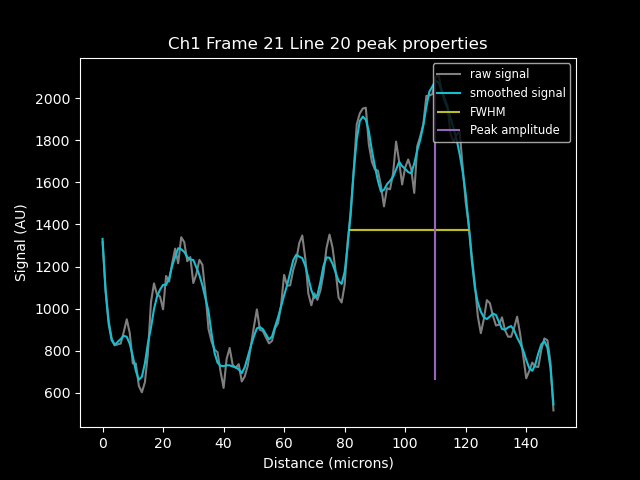 Ch1 Frame 21 Line 20 peak properties
raw signal
smoothed signal
FWHM
Peak amplitude
Signal (AU)
2000
1800
1600
1400
1200
1000
800
600
0 20 40 60 80 100 120 140
Distance (microns)